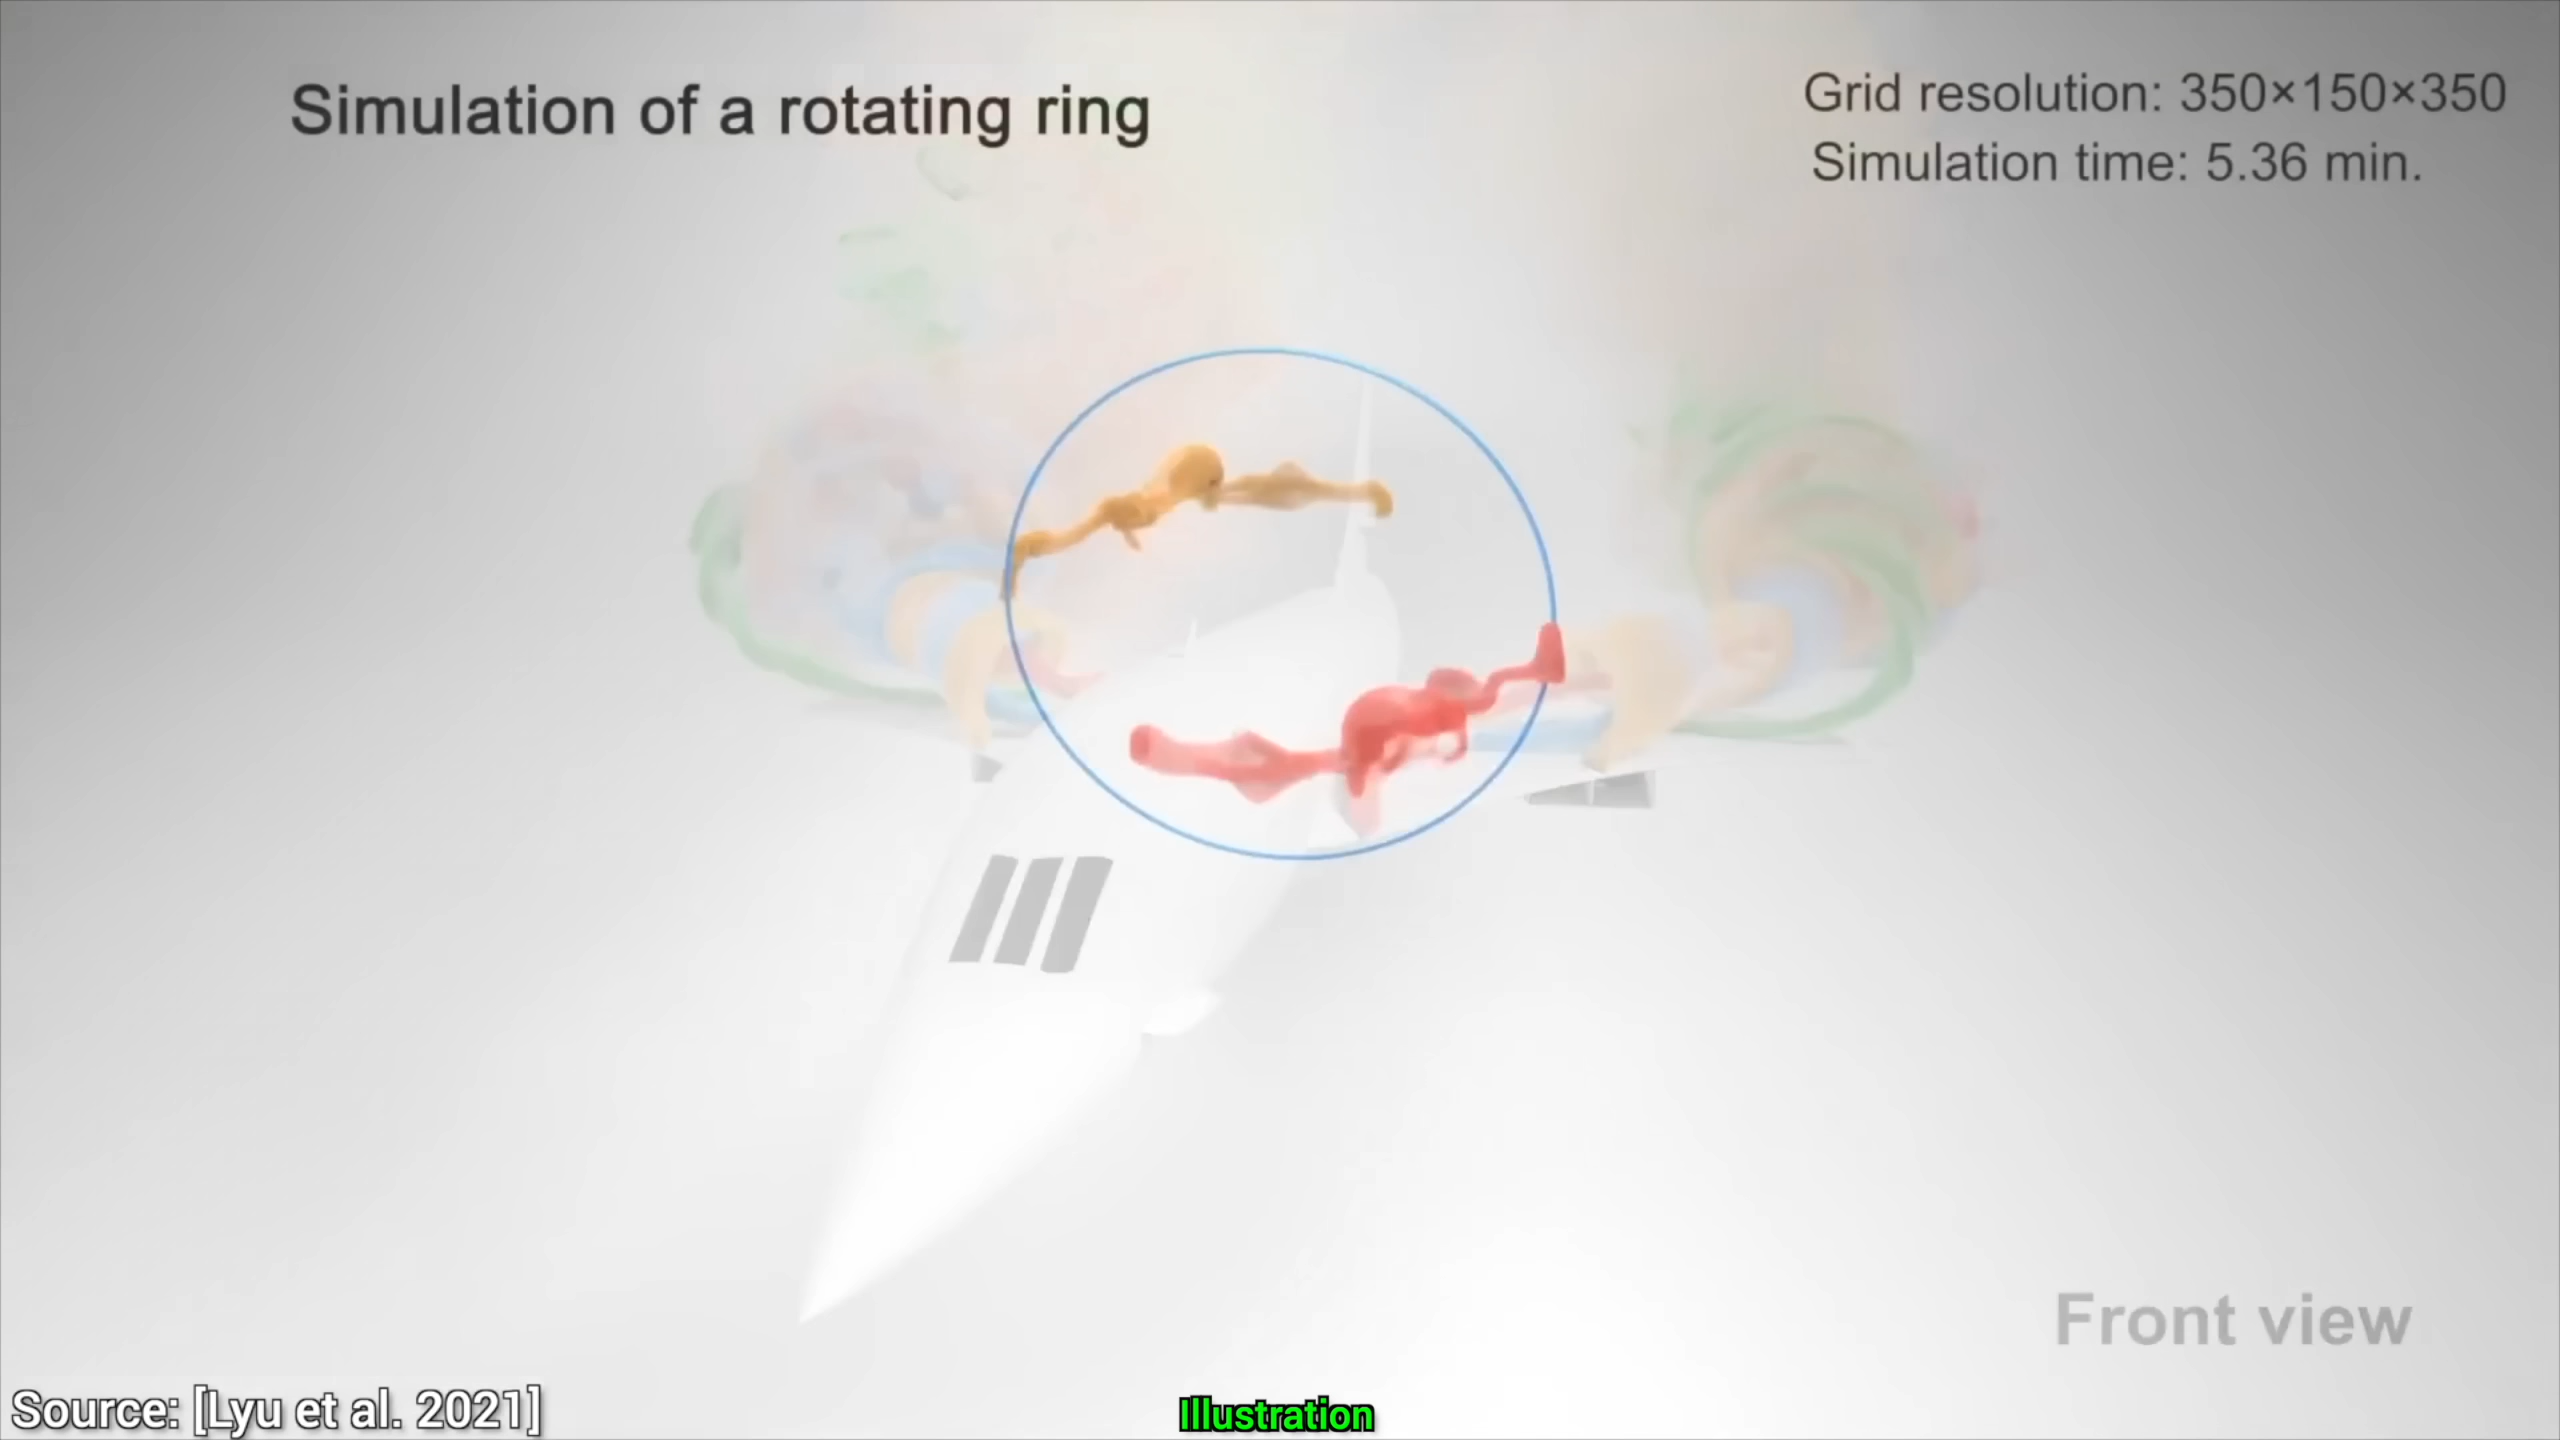 Simulation of a rotating ring
Grid resolution: 350×150×350
Simulation time: 5.36 min.
Front view
Source: [Lyu et al. 2021]
Illustration